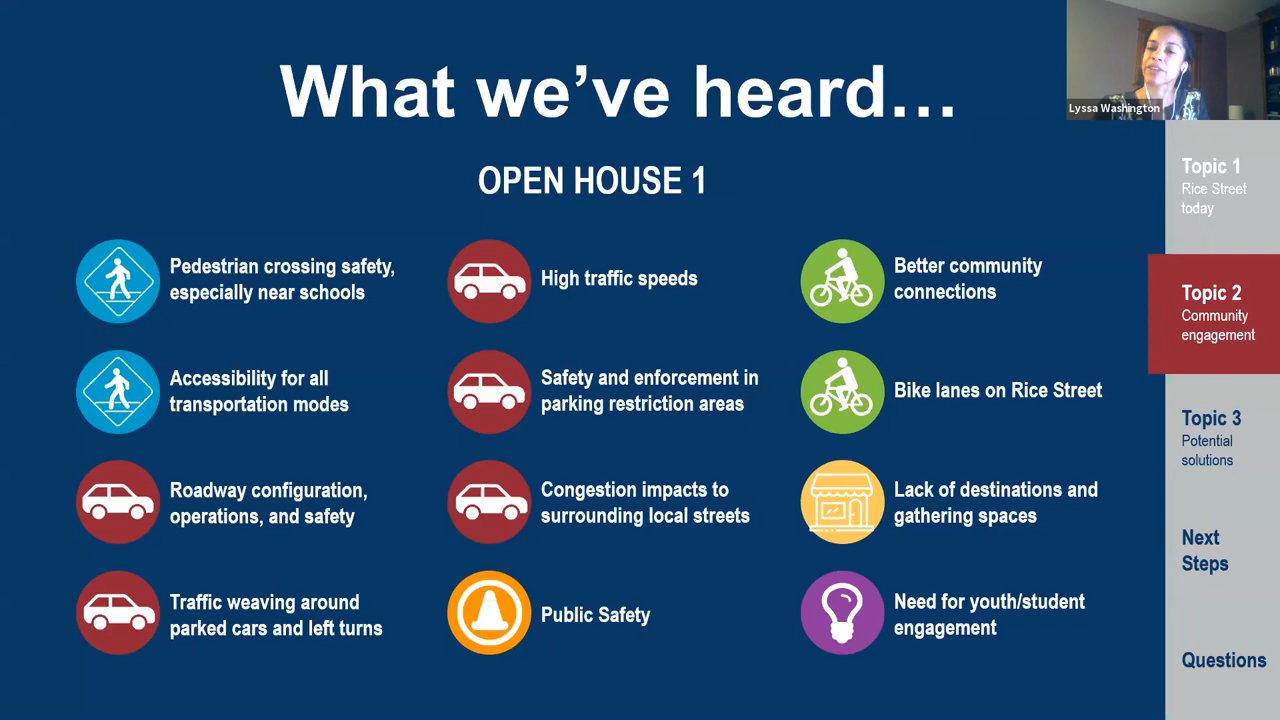 What we've heard…
Lyssa Washington
OPEN HOUSE 1
Pedestrian crossing safety,
especially near schools
Accessibility for all
transportation modes
Roadway configuration,
operations, and safety
Traffic weaving around
parked cars and left turns
High traffic speeds
Safety and enforcement in
parking restriction areas
Congestion impacts to
surrounding local streets
Public Safety
Better community
connections
Bike lanes on Rice Street
Lack of destinations and
gathering spaces
Need for youth/student
engagement
Topic 1
Rice Street
today
Topic 2
Community
engagement
Topic 3
Potential
solutions
Next
Steps
Questions